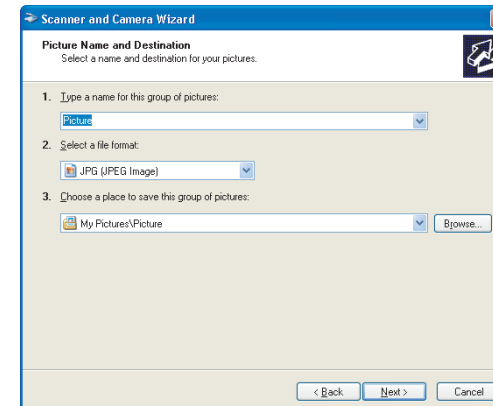 Scanner and Camera Wizard
Picture Name and Destination
Select a name and destination for your pictures.
1. Type a name for this group of pictures:
Picture
2. Select a file format:
JPG (JPEG Image)
3. Choose a place to save this group of pictures:
My Pictures\Picture
Browse...
< Back
Next >
Cancel